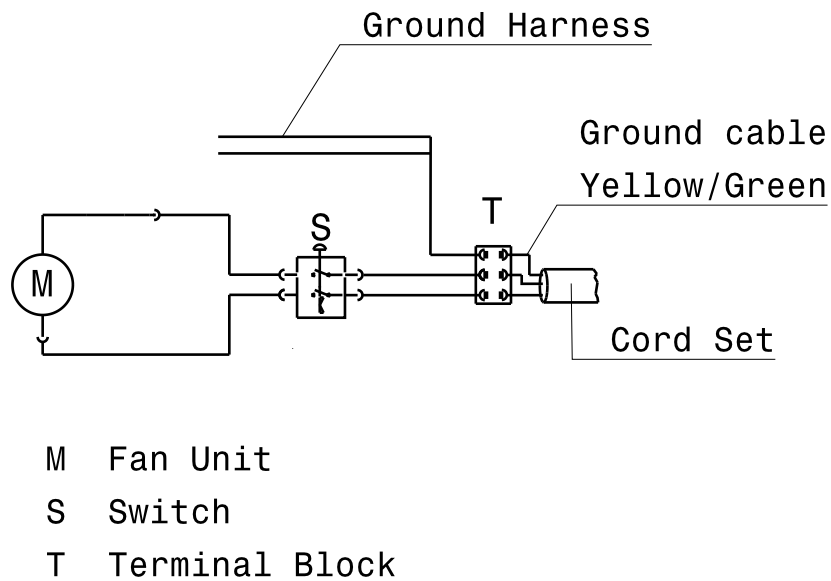 Ground Harness
Ground cable
Yellow/Green
T
S
M
Cord Set
M Fan Unit
S Switch
T Terminal Block